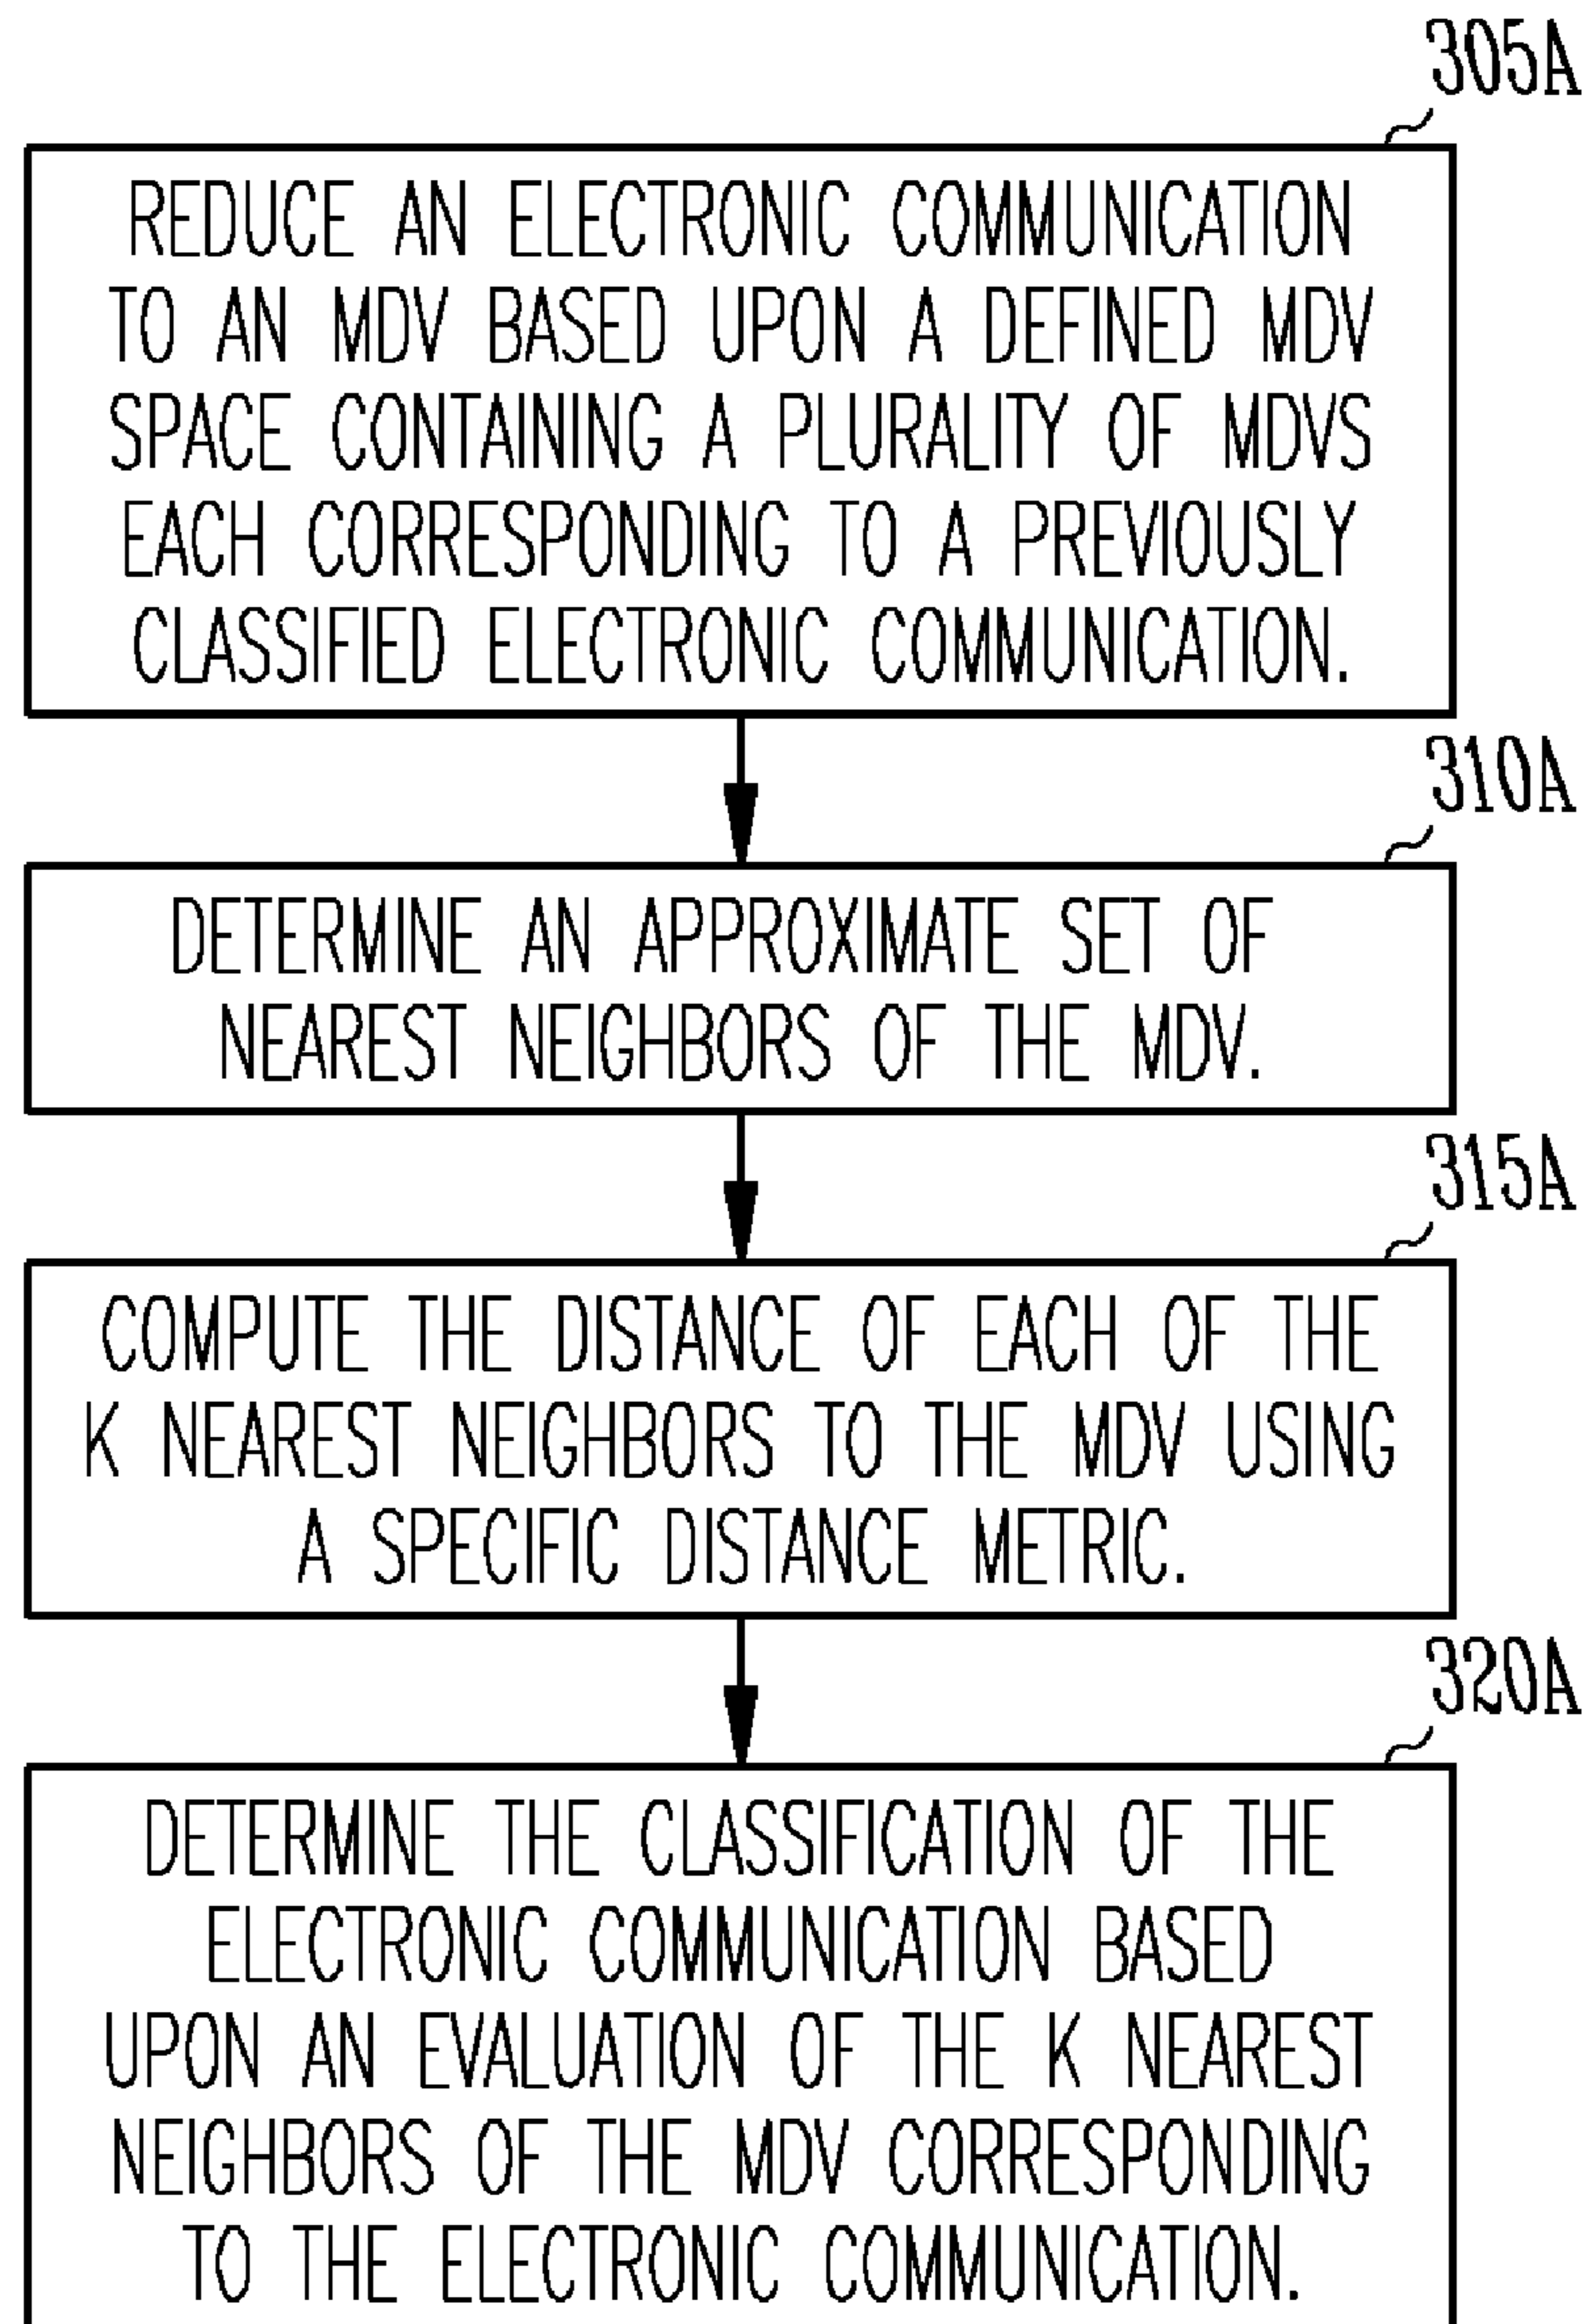 305A
REDUCE AN ELECTRONIC COMMUNICATION
TO AN MDV BASED UPON A DEFINED MDV
SPACE CONTAINING A PLURALITY OF MDVS
EACH CORRESPONDING TO A PREVIOUSLY
CLASSIFIED ELECTRONIC COMMUNICATION.
310A
DETERMINE AN APPROXIMATE SET OF
NEAREST NEIGHBORS OF THE MDV.
315A
COMPUTE THE DISTANCE OF EACH OF THE
K NEAREST NEIGHBORS TO THE MDV USING
A SPECIFIC DISTANCE METRIC.
320A
DETERMINE THE CLASSIFICATION OF THE
ELECTRONIC COMMUNICATION BASED
UPON AN EVALUATION OF THE K NEAREST
NEIGHBORS OF THE MDV CORRESPONDING
TO THE ELECTRONIC COMMUNICATION.